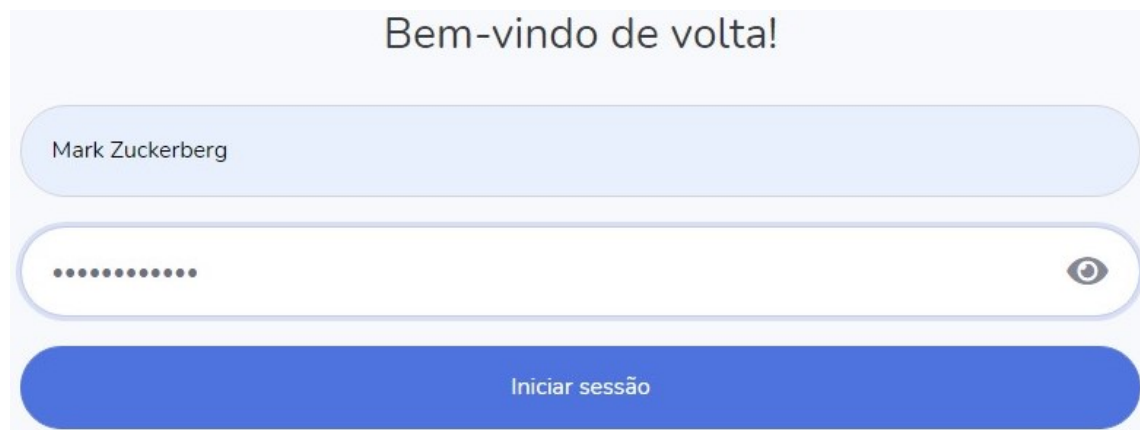 Bem-vindo de volta!
Mark Zuckerberg
••••••••••••
Iniciar sessão